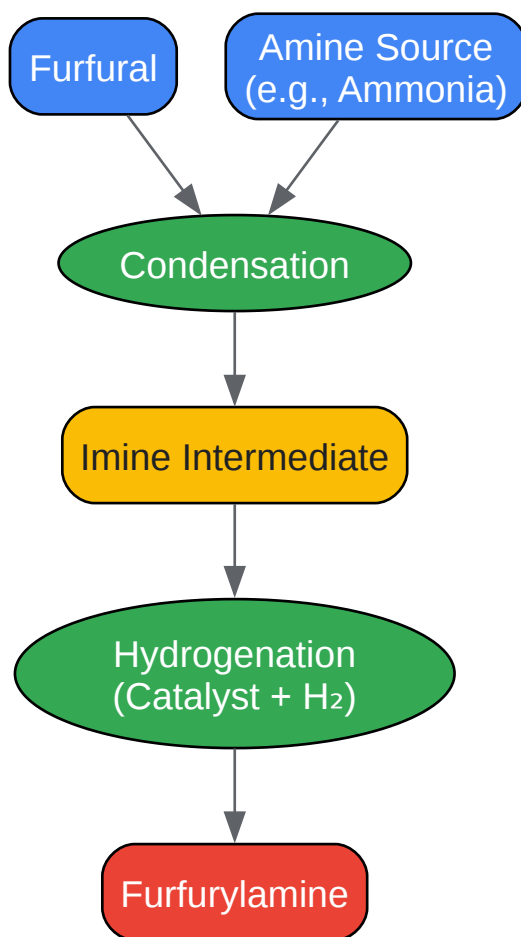 Furfural
Amine Source
(e.g., Ammonia)
Condensation
Imine Intermediate
Hydrogenation
(Catalyst + H₂)
Furfurylamine